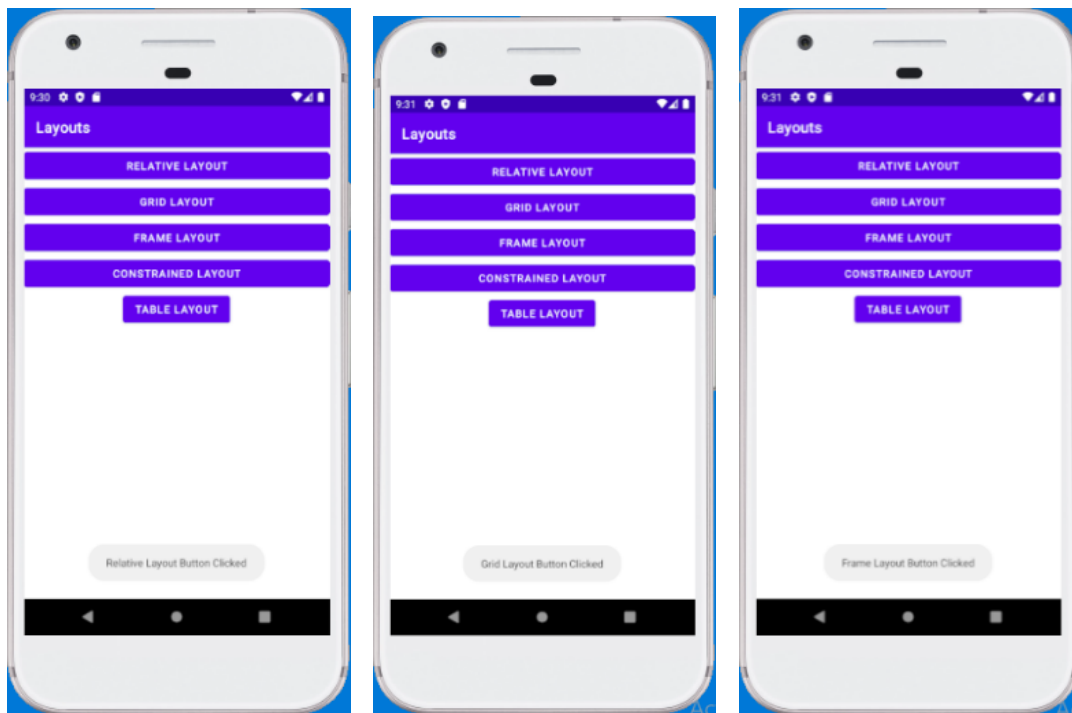 9:30
Layouts
RELATIVE LAYOUT
GRID LAYOUT
FRAME LAYOUT
CONSTRAINED LAYOUT
TABLE LAYOUT
Relative Layout Button Clicked
9:31
Layouts
RELATIVE LAYOUT
GRID LAYOUT
FRAME LAYOUT
CONSTRAINED LAYOUT
TABLE LAYOUT
Grid Layout Button Clicked
Ac
9:31
Layouts
RELATIVE LAYOUT
GRID LAYOUT
FRAME LAYOUT
CONSTRAINED LAYOUT
TABLE LAYOUT
Frame Layout Button Clicked
A